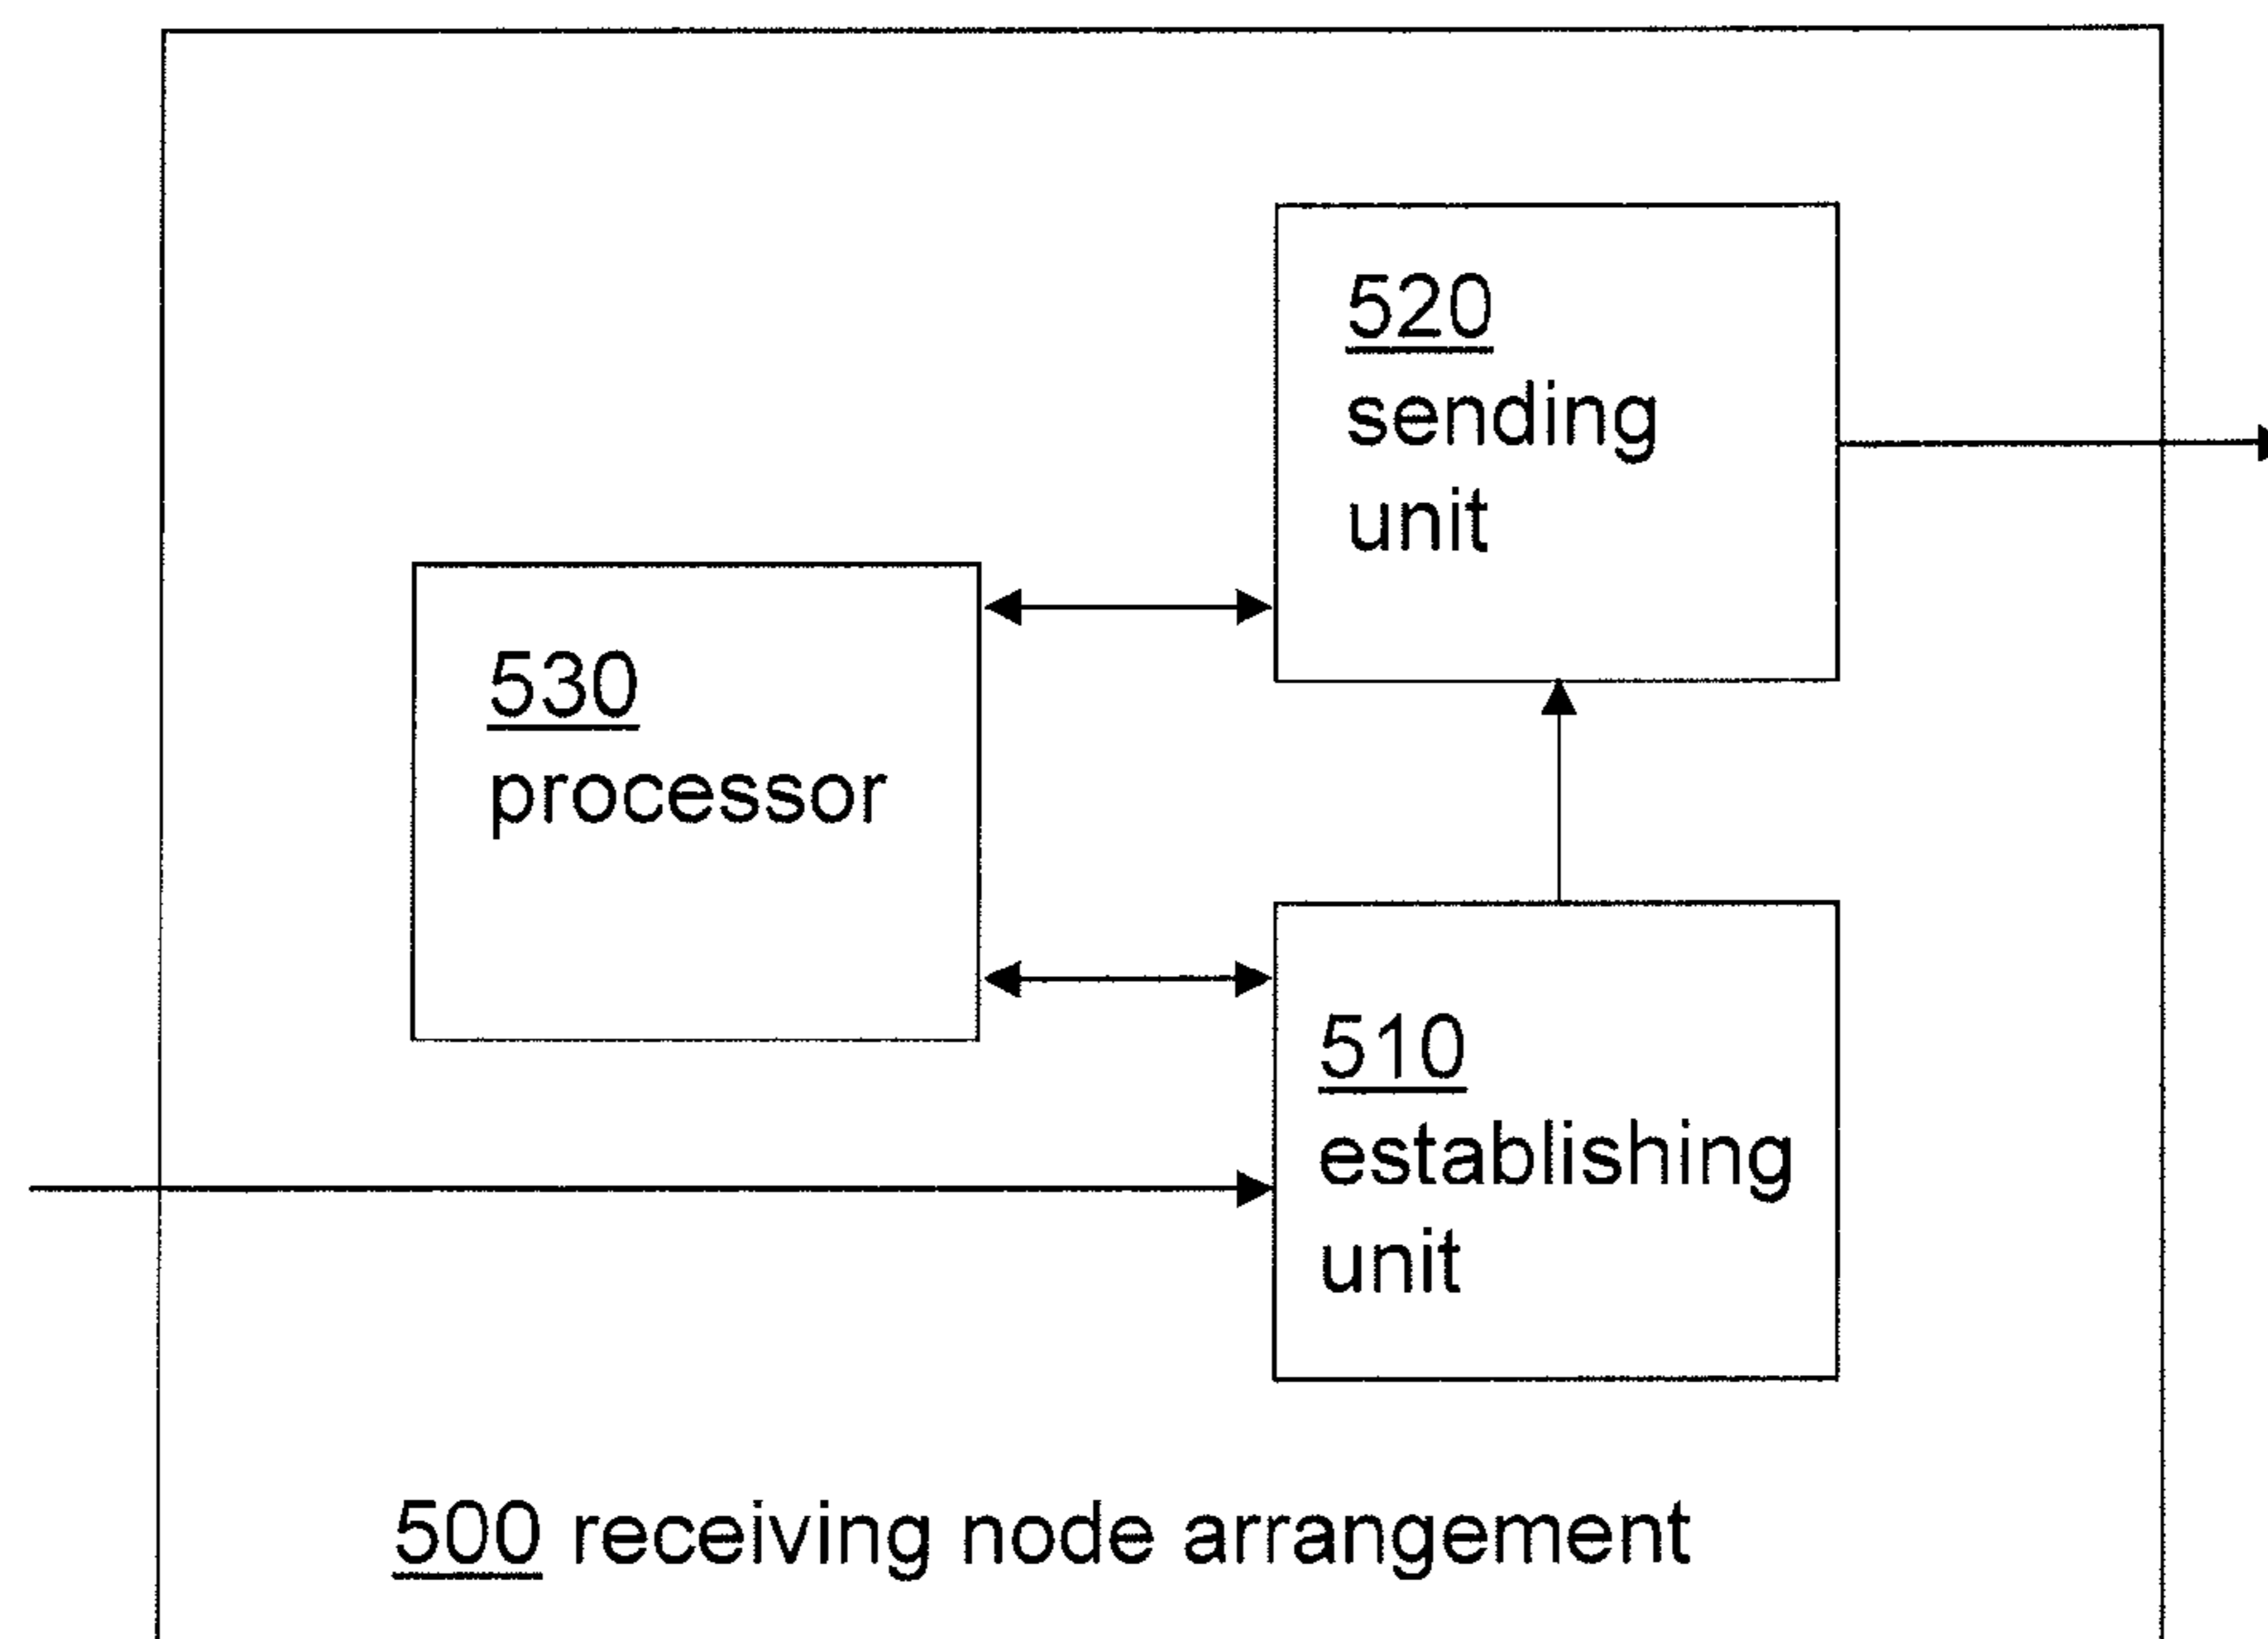 520
sending
unit
530
processor
510
establishing
unit
500 receiving node arrangement